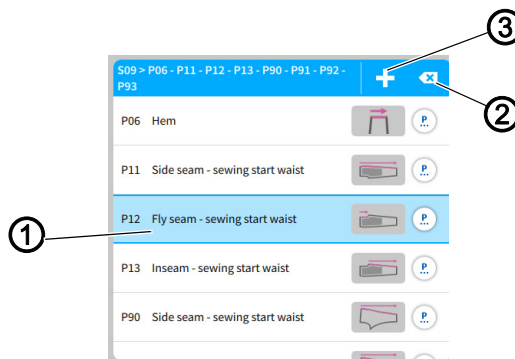 ③
S09 > P06 - P11 - P12 - P13 - P90 - P91 - P92 -
P93
②
P06 Hem P...
P11 Side seam - sewing start waist P...
① P12 Fly seam - sewing start waist P...
P13 Inseam - sewing start waist P...
P90 Side seam - sewing start waist P...